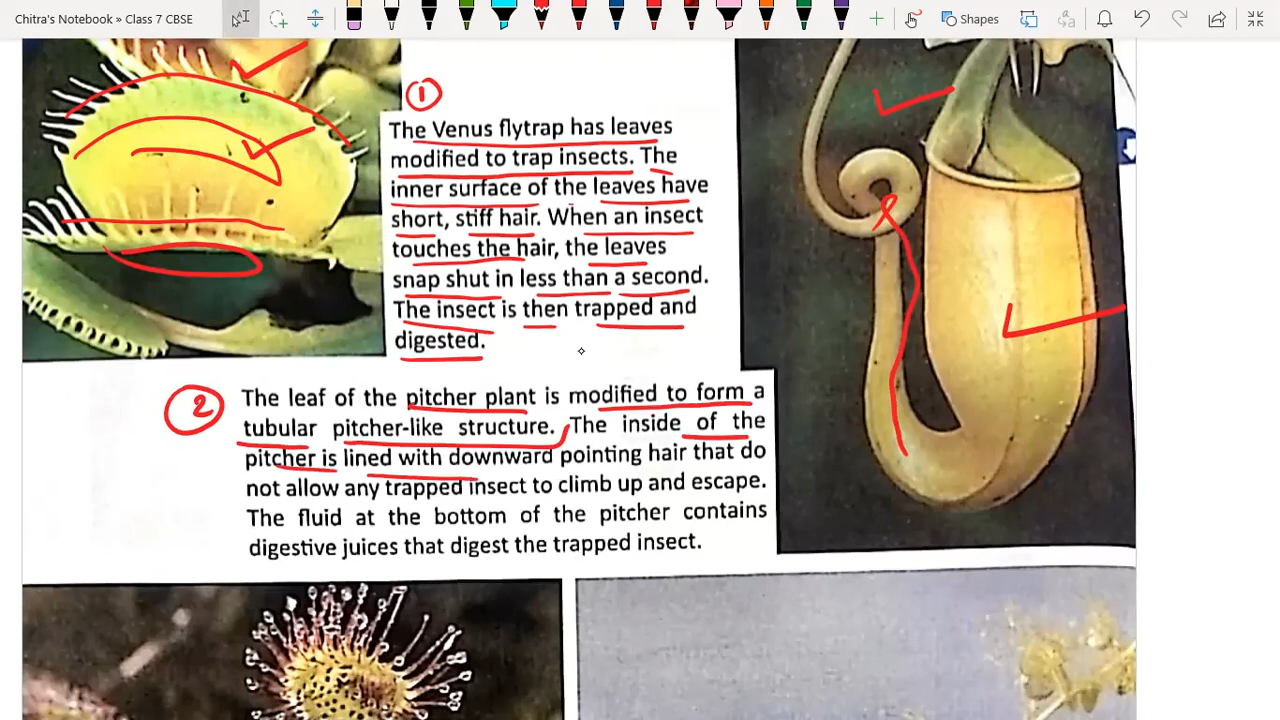 Chitra's Notebook » Class 7 CBSE
Shapes
1
The Venus flytrap has leaves
modified to trap insects. The
inner surface of the leaves have
short, stiff hair. When an insect
touches the hair, the leaves
snap shut in less than a second.
The insect is then trapped and
digested.
2
The leaf of the pitcher plant is modified to form a
tubular pitcher-like structure. The inside of the
pitcher is lined with downward pointing hair that do
not allow any trapped insect to climb up and escape.
The fluid at the bottom of the pitcher contains
digestive juices that digest the trapped insect.